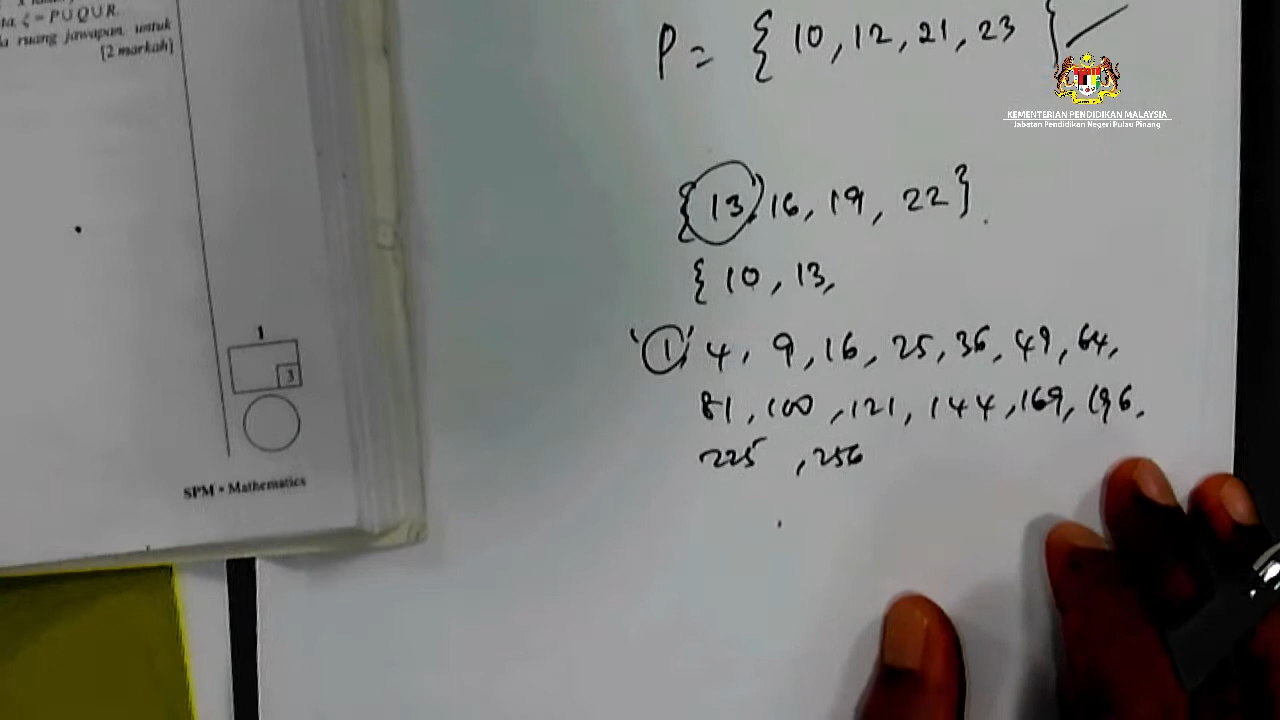 ta ξ = P∪Q∪R.
a ruang jawapan, untuk
[2 markah]
1
3
SPM • Mathematics
P = { 10, 12, 21, 23 }
KEMENTERIAN PENDIDIKAN MALAYSIA
Jabatan Pendidikan Negeri Pulau Pinang
{ 13, 16, 19, 22 }
{ 10, 13,
1, 4, 9, 16, 25, 36, 49, 64,
81, 100, 121, 144, 169, 196,
225, 256